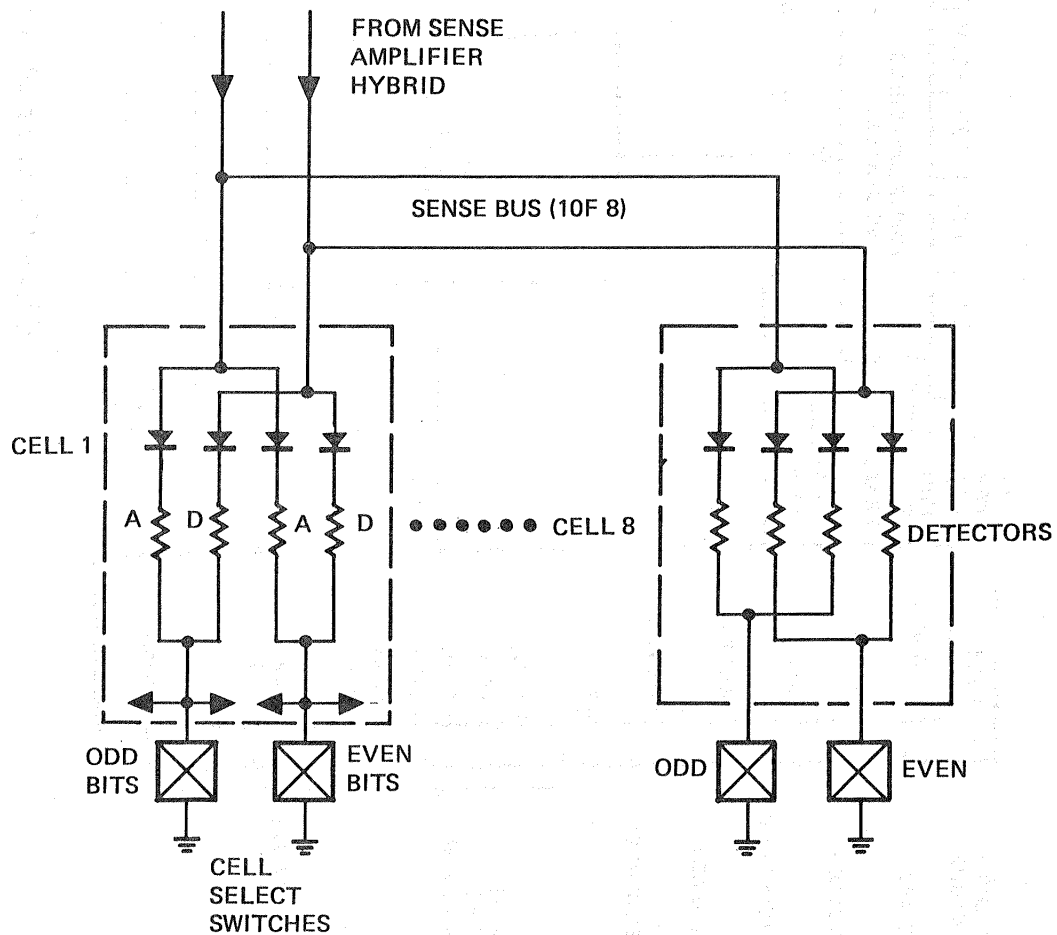 FROM SENSE
AMPLIFIER
HYBRID
SENSE BUS (10F 8)
CELL 1
A D A D
CELL 8
DETECTORS
ODD
BITS
EVEN
BITS
ODD
EVEN
CELL
SELECT
SWITCHES